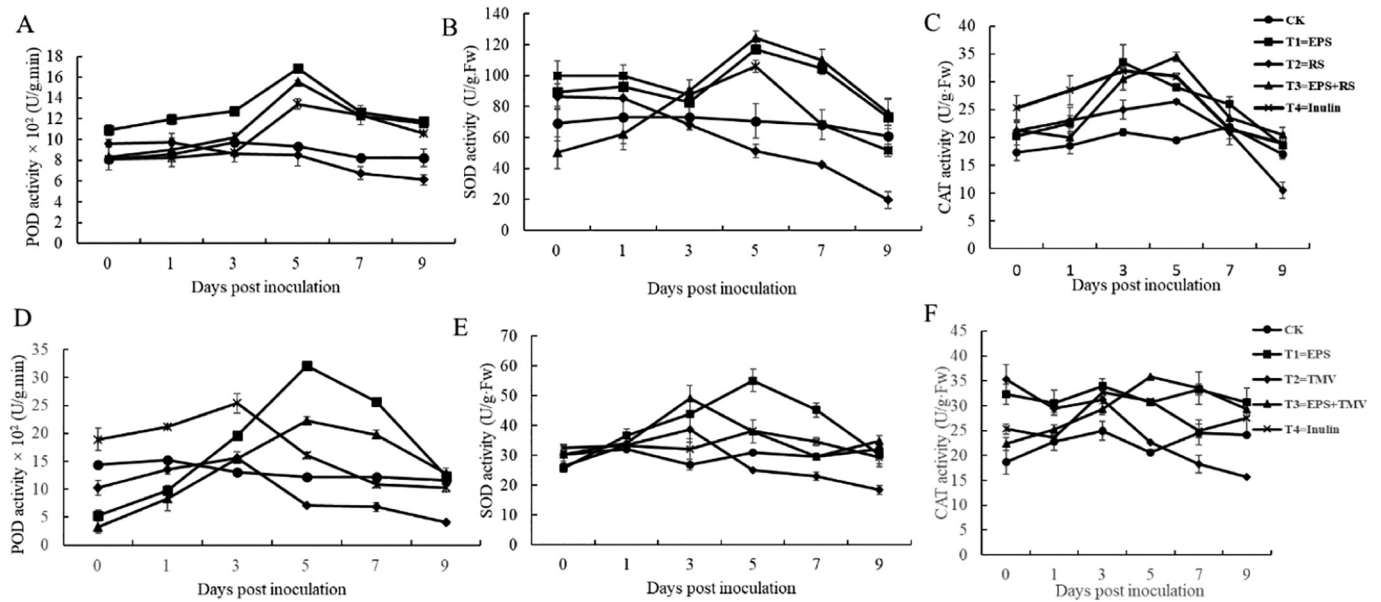 A
POD activity × 10² (U/g.min)
18
16
14
12
10
8
6
4
2
0
0 1 3 5 7 9
Days post inoculation
B
SOD activity (U/g.Fw)
140
120
100
80
60
40
20
0
0 1 3 5 7 9
Days post inoculation
C
CAT activity (U/g·Fw)
40
35
30
25
20
15
10
5
0
0 1 3 5 7 9
Days post inoculation
CK
T1=EPS
T2=RS
T3=EPS+RS
T4=Inulin
D
POD activity × 10² (U/g.min)
35
30
25
20
15
10
5
0
0 1 3 5 7 9
Days post inoculation
E
SOD activity (U/g·Fw)
70
60
50
40
30
20
10
0
0 1 3 5 7 9
Days post inoculation
F
CAT activity (U/g·Fw)
45
40
35
30
25
20
15
10
5
0
0 1 3 5 7 9
Days post inoculation
CK
T1=EPS
T2=TMV
T3=EPS+TMV
T4=Inulin